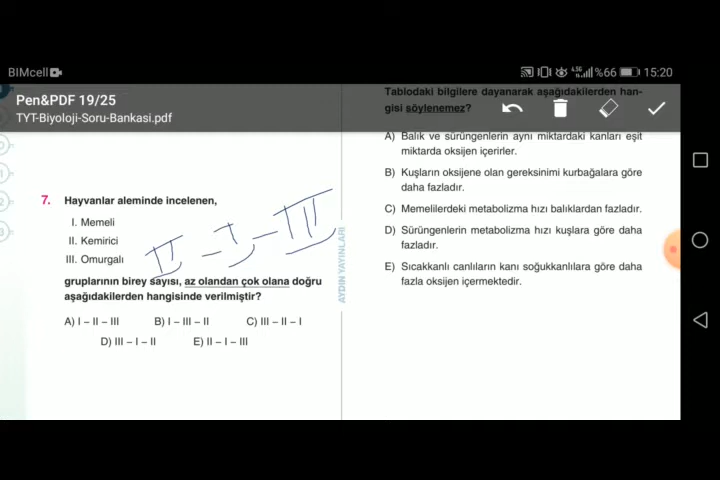 BIMcell
4.5G %66 15:20
Pen&PDF 19/25
TYT-Biyoloji-Soru-Bankasi.pdf
7. Hayvanlar aleminde incelenen,
I. Memeli
II. Kemirici
III. Omurgalı
II - I - III
gruplarının birey sayısı, az olandan çok olana doğru
aşağıdakilerden hangisinde verilmiştir?
A) I – II – III B) I – III – II C) III – II – I
D) III – I – II E) II – I – III
AYDIN YAYINLARI
Tablodaki bilgilere dayanarak aşağıdakilerden han-
gisi söylenemez?
A) Balık ve sürüngenlerin aynı miktardaki kanları eşit
miktarda oksijen içerirler.
B) Kuşların oksijene olan gereksinimi kurbağalara göre
daha fazladır.
C) Memelilerdeki metabolizma hızı balıklardan fazladır.
D) Sürüngenlerin metabolizma hızı kuşlara göre daha
fazladır.
E) Sıcakkanlı canlıların kanı soğukkanlılara göre daha
fazla oksijen içermektedir.